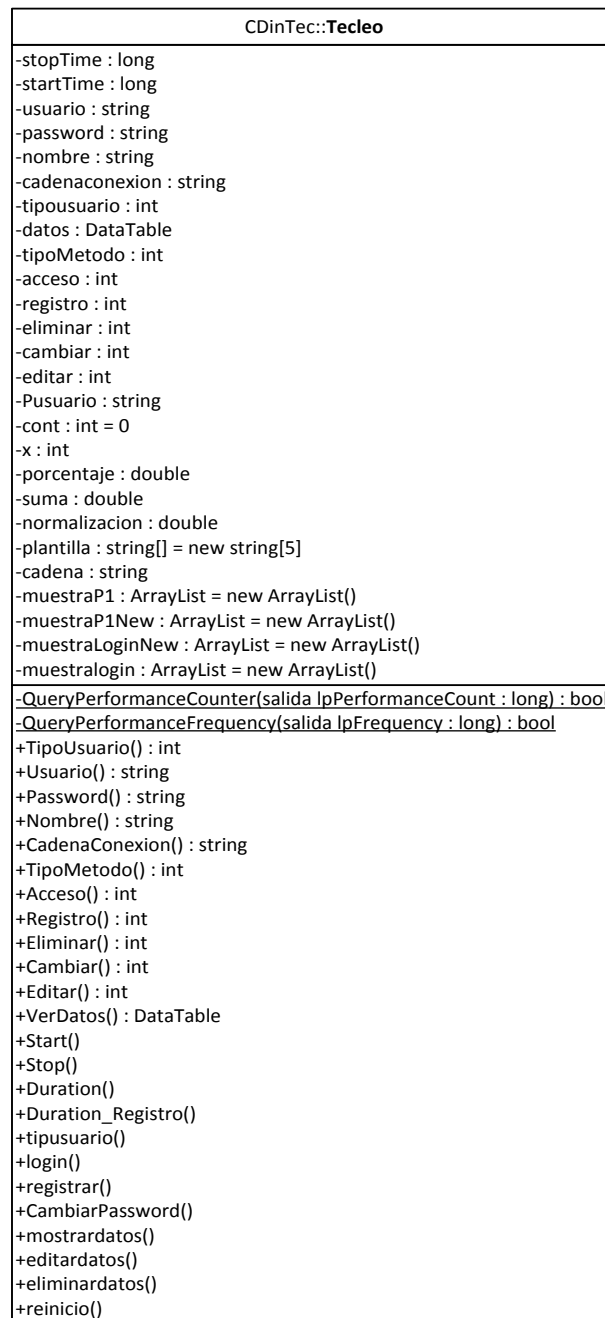 CDinTec::Tecleo
-stopTime : long
-startTime : long
-usuario : string
-password : string
-nombre : string
-cadenaconexion : string
-tipousuario : int
-datos : DataTable
-tipoMetodo : int
-acceso : int
-registro : int
-eliminar : int
-cambiar : int
-editar : int
-Pusuario : string
-cont : int = 0
-x : int
-porcentaje : double
-suma : double
-normalizacion : double
-plantilla : string[] = new string[5]
-cadena : string
-muestraP1 : ArrayList = new ArrayList()
-muestraP1New : ArrayList = new ArrayList()
-muestraLoginNew : ArrayList = new ArrayList()
-muestralogin : ArrayList = new ArrayList()
-QueryPerformanceCounter(salida lpPerformanceCount : long) : bool
-QueryPerformanceFrequency(salida lpFrequency : long) : bool
+TipoUsuario() : int
+Usuario() : string
+Password() : string
+Nombre() : string
+CadenaConexion() : string
+TipoMetodo() : int
+Acceso() : int
+Registro() : int
+Eliminar() : int
+Cambiar() : int
+Editar() : int
+VerDatos() : DataTable
+Start()
+Stop()
+Duration()
+Duration_Registro()
+tipusuario()
+login()
+registrar()
+CambiarPassword()
+mostrardatos()
+editardatos()
+eliminardatos()
+reinicio()